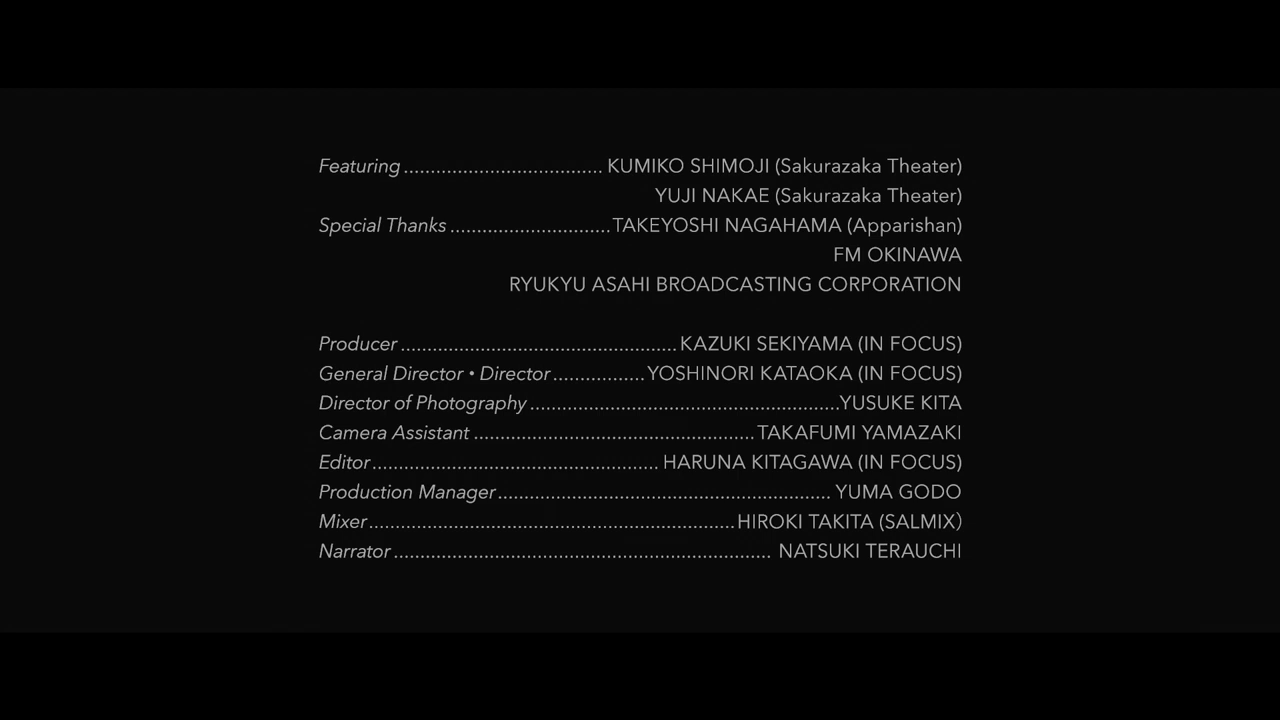 Featuring ...................................... KUMIKO SHIMOJI (Sakurazaka Theater)
YUJI NAKAE (Sakurazaka Theater)
Special Thanks ..............................TAKEYOSHI NAGAHAMA (Apparishan)
FM OKINAWA
RYUKYU ASAHI BROADCASTING CORPORATION
Producer .....................................................KAZUKI SEKIYAMA (IN FOCUS)
General Director • Director.................YOSHINORI KATAOKA (IN FOCUS)
Director of Photography ...........................................................YUSUKE KITA
Camera Assistant ......................................................TAKAFUMI YAMAZAKI
Editor....................................................... HARUNA KITAGAWA (IN FOCUS)
Production Manager................................................................ YUMA GODO
Mixer......................................................................HIROKI TAKITA (SALMIX)
Narrator ........................................................................ NATSUKI TERAUCHI